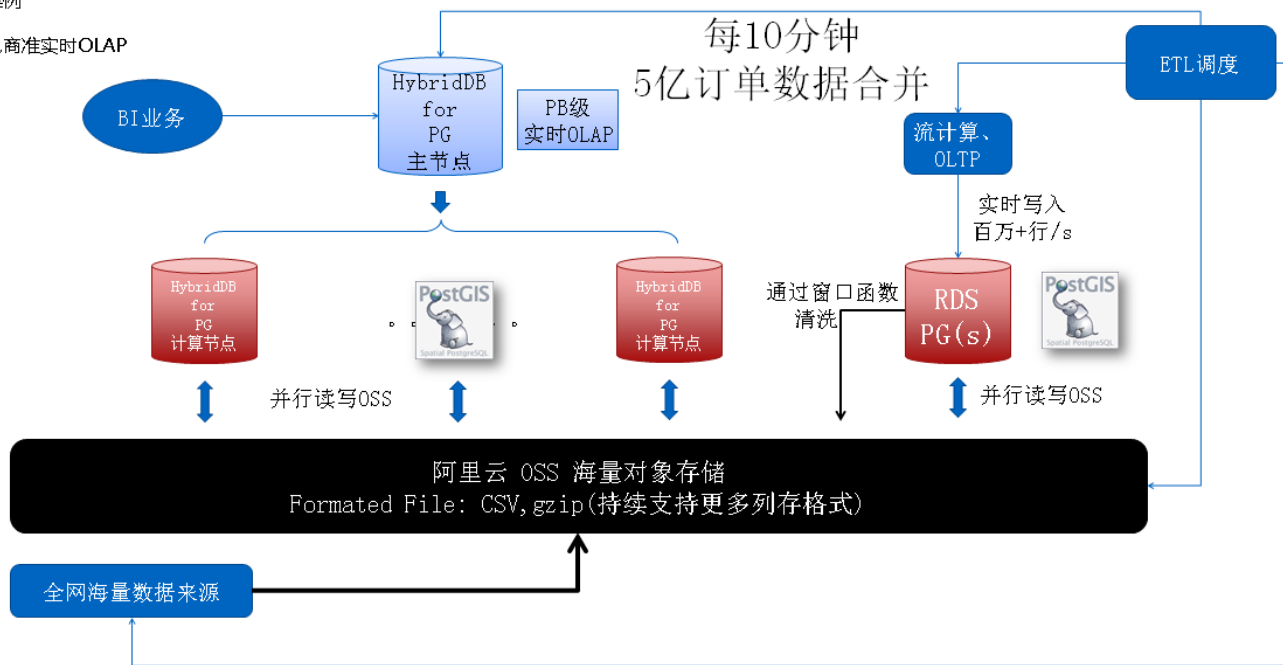 商准实时OLAP
每10分钟
5亿订单数据合并
ETL调度
HybridDB
for
PG
主节点
PB级
实时OLAP
BI业务
流计算、
OLTP
实时写入
百万+行/s
HybridDB
for
PG
计算节点
PostGIS
Spatial PostgreSQL
HybridDB
for
PG
计算节点
通过窗口函数
清洗
RDS
PG(s)
PostGIS
Spatial PostgreSQL
并行读写OSS
并行读写OSS
阿里云 OSS 海量对象存储
Formated File: CSV,gzip(持续支持更多列存格式)
全网海量数据来源